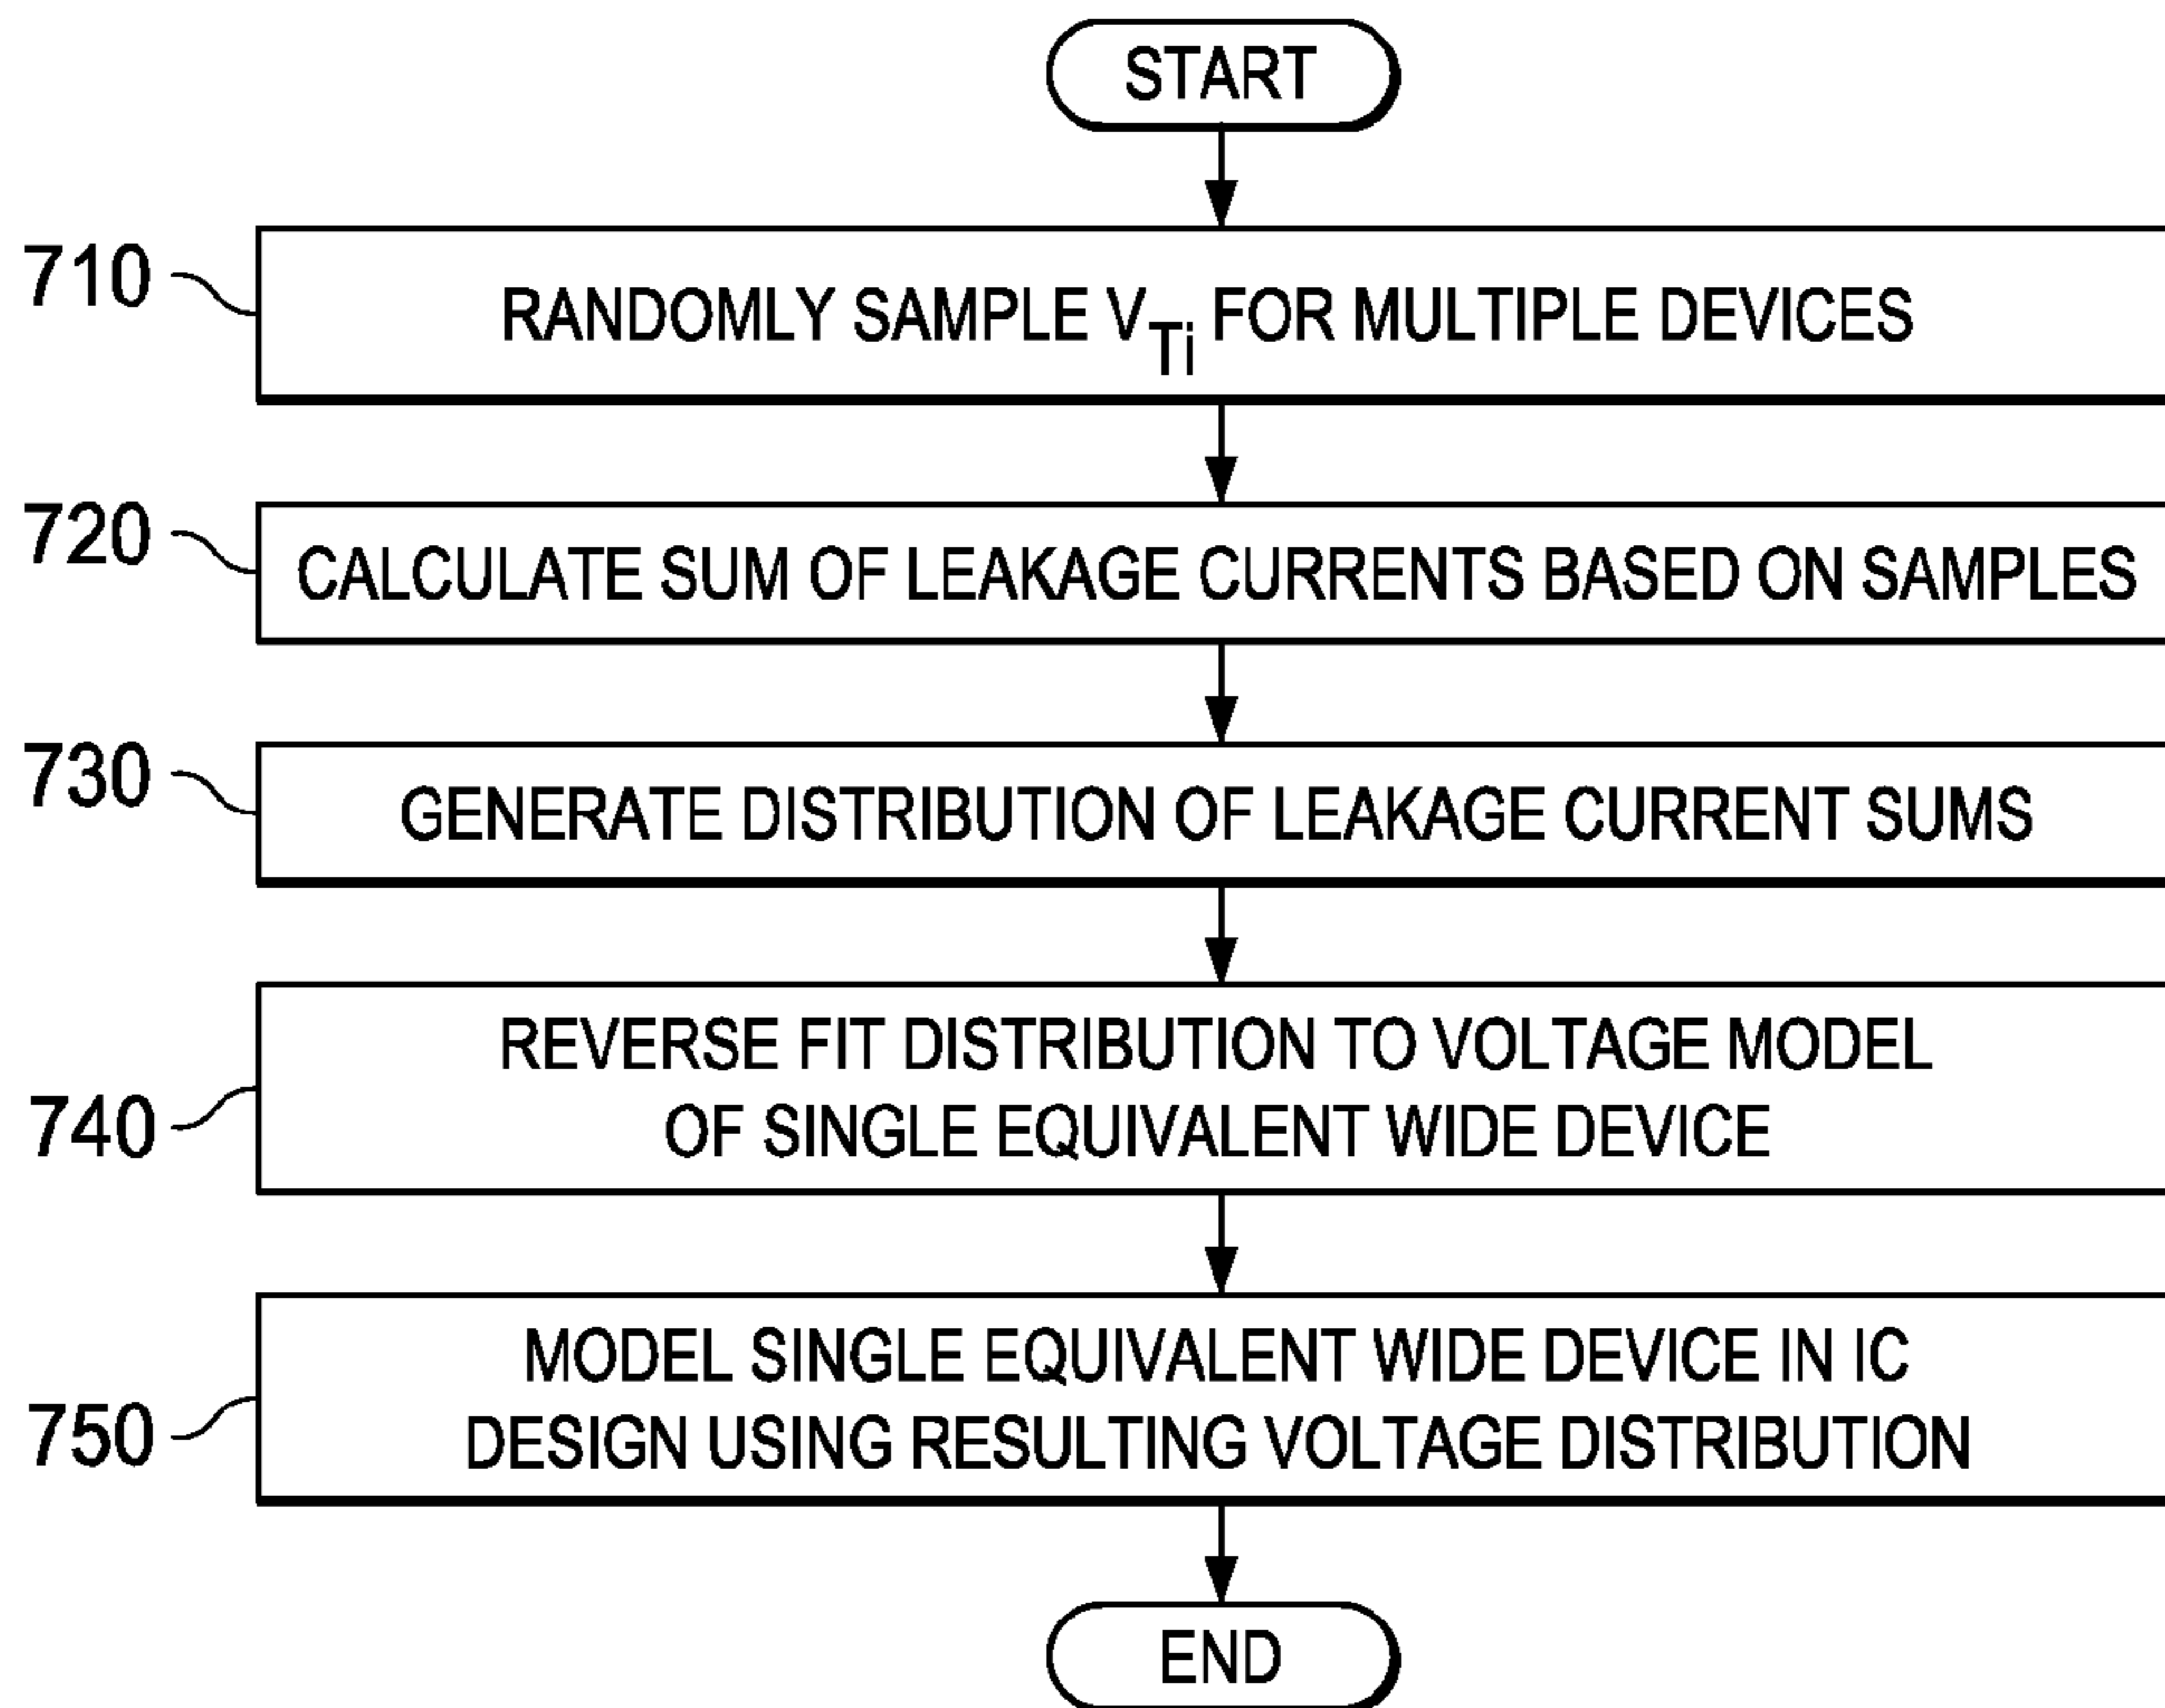 START
710
RANDOMLY SAMPLE V_Ti FOR MULTIPLE DEVICES
720
CALCULATE SUM OF LEAKAGE CURRENTS BASED ON SAMPLES
730
GENERATE DISTRIBUTION OF LEAKAGE CURRENT SUMS
740
REVERSE FIT DISTRIBUTION TO VOLTAGE MODEL
OF SINGLE EQUIVALENT WIDE DEVICE
750
MODEL SINGLE EQUIVALENT WIDE DEVICE IN IC
DESIGN USING RESULTING VOLTAGE DISTRIBUTION
END